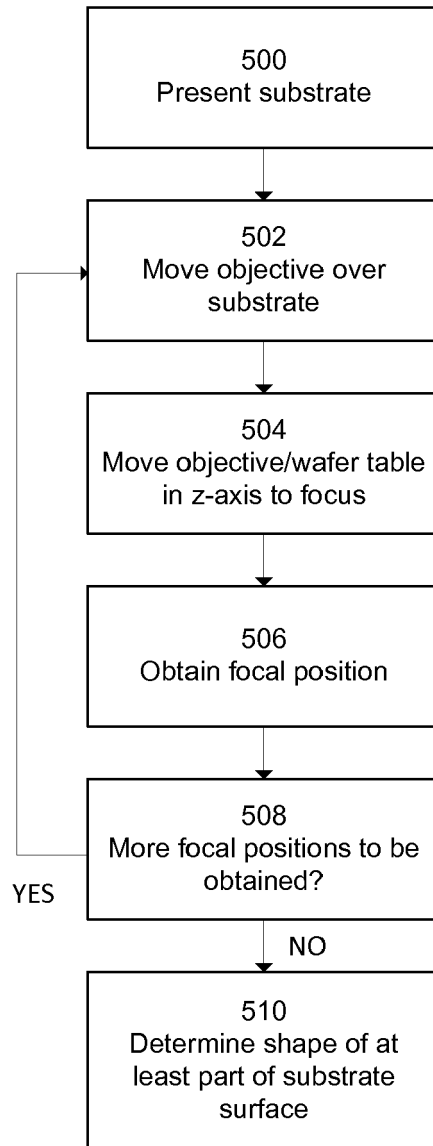 500
Present substrate
502
Move objective over
substrate
504
Move objective/wafer table
in z-axis to focus
506
Obtain focal position
508
More focal positions to be
obtained?
YES
NO
510
Determine shape of at
least part of substrate
surface